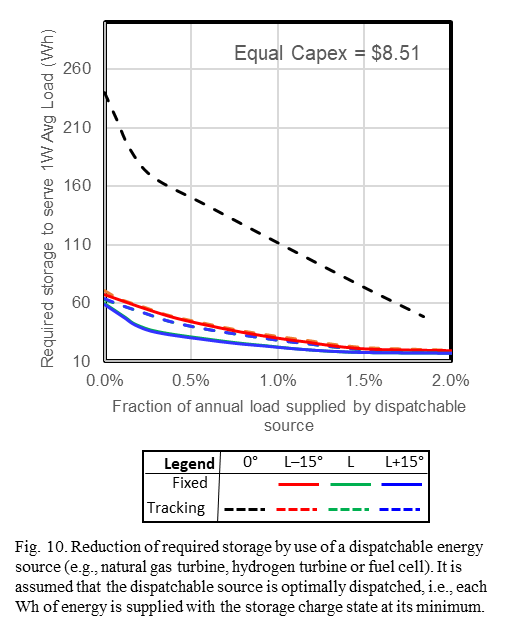 Equal Capex = $8.51
Required storage to serve 1W Avg Load (Wh)
260
210
160
110
60
10
0.0% 0.5% 1.0% 1.5% 2.0%
Fraction of annual load supplied by dispatchable
source
Legend 0° L–15° L L+15°
Fixed
Tracking
Fig. 10. Reduction of required storage by use of a dispatchable energy
source (e.g., natural gas turbine, hydrogen turbine or fuel cell). It is
assumed that the dispatchable source is optimally dispatched, i.e., each
Wh of energy is supplied with the storage charge state at its minimum.